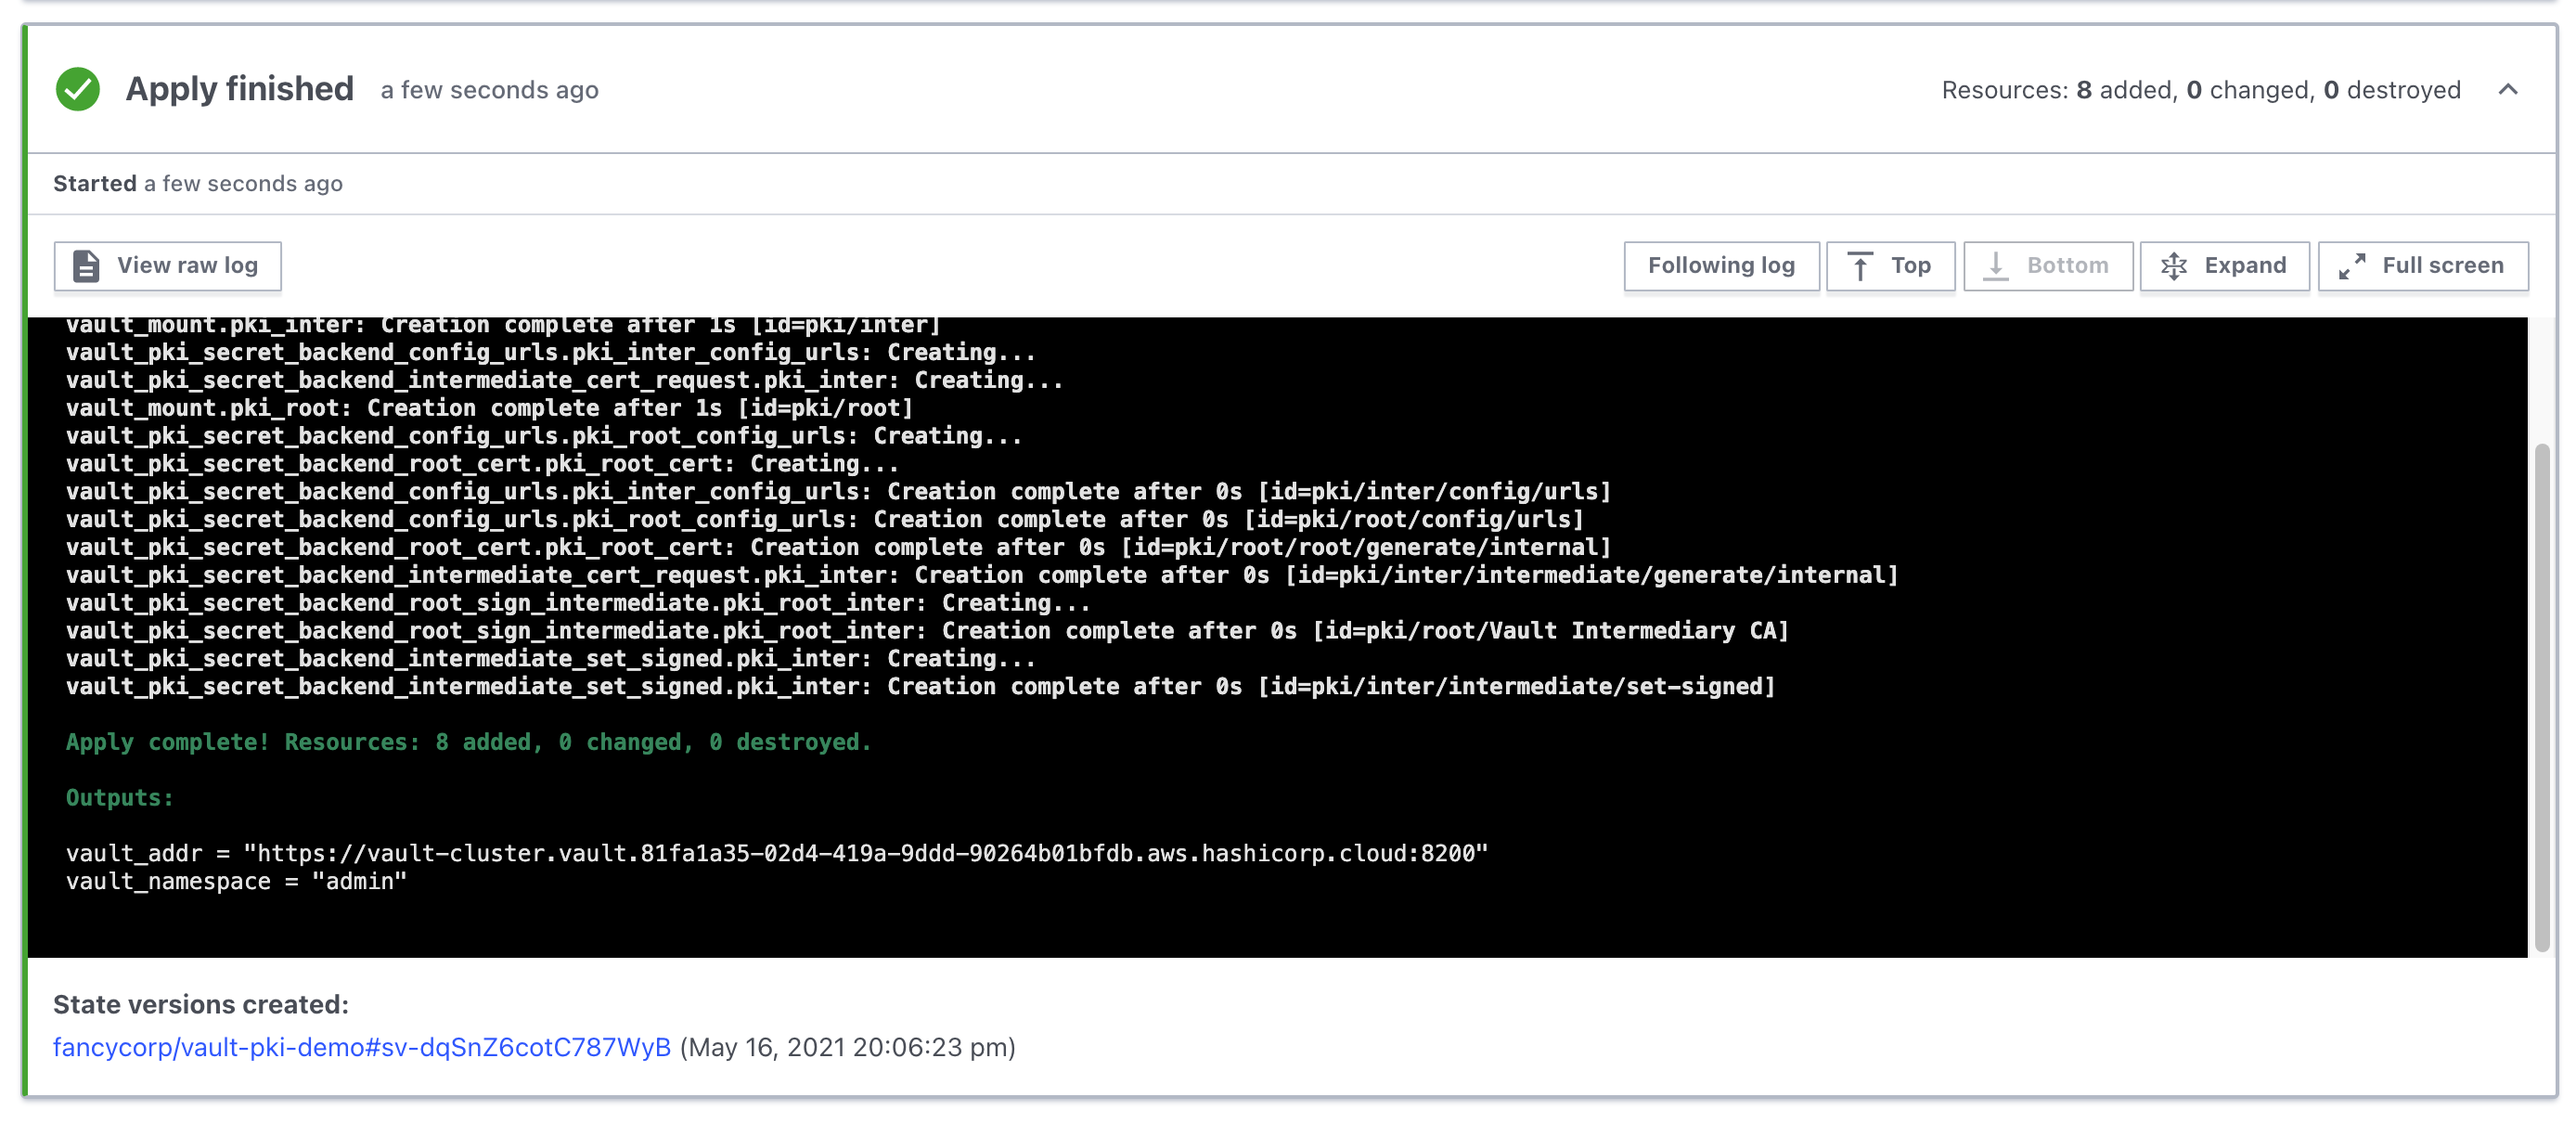 Apply finished a few seconds ago Resources: 8 added, 0 changed, 0 destroyed
Started a few seconds ago
View raw log Following log Top Bottom Expand Full screen
vault_mount.pki_inter: Creation complete after 1s [id=pki/inter]
vault_pki_secret_backend_config_urls.pki_inter_config_urls: Creating...
vault_pki_secret_backend_intermediate_cert_request.pki_inter: Creating...
vault_mount.pki_root: Creation complete after 1s [id=pki/root]
vault_pki_secret_backend_config_urls.pki_root_config_urls: Creating...
vault_pki_secret_backend_root_cert.pki_root_cert: Creating...
vault_pki_secret_backend_config_urls.pki_inter_config_urls: Creation complete after 0s [id=pki/inter/config/urls]
vault_pki_secret_backend_config_urls.pki_root_config_urls: Creation complete after 0s [id=pki/root/config/urls]
vault_pki_secret_backend_root_cert.pki_root_cert: Creation complete after 0s [id=pki/root/root/generate/internal]
vault_pki_secret_backend_intermediate_cert_request.pki_inter: Creation complete after 0s [id=pki/inter/intermediate/generate/internal]
vault_pki_secret_backend_root_sign_intermediate.pki_root_inter: Creating...
vault_pki_secret_backend_root_sign_intermediate.pki_root_inter: Creation complete after 0s [id=pki/root/Vault Intermediary CA]
vault_pki_secret_backend_intermediate_set_signed.pki_inter: Creating...
vault_pki_secret_backend_intermediate_set_signed.pki_inter: Creation complete after 0s [id=pki/inter/intermediate/set-signed]
Apply complete! Resources: 8 added, 0 changed, 0 destroyed.
Outputs:
vault_addr = "https://vault-cluster.vault.81fa1a35-02d4-419a-9ddd-90264b01bfdb.aws.hashicorp.cloud:8200"
vault_namespace = "admin"
State versions created:
fancycorp/vault-pki-demo#sv-dqSnZ6cotC787WyB (May 16, 2021 20:06:23 pm)